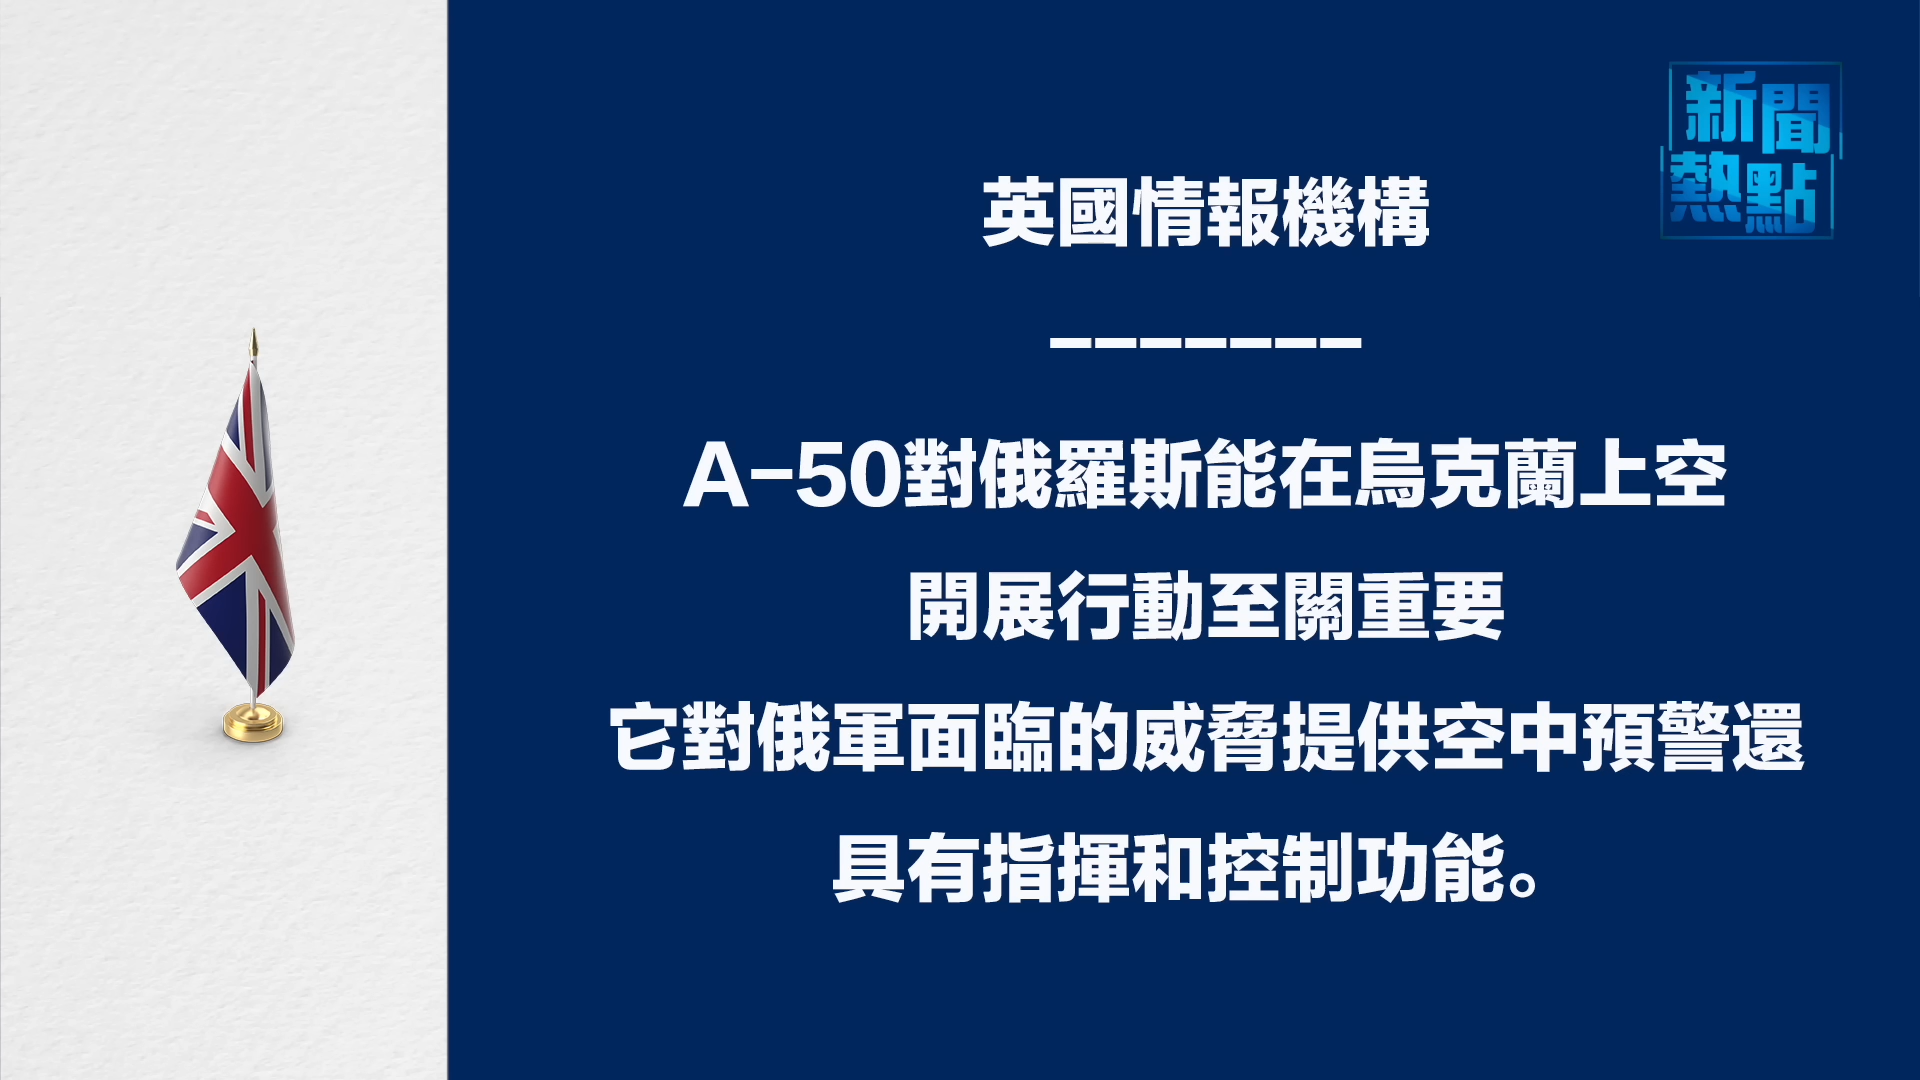 新聞
熱點
英國情報機構
–––––––
A-50對俄羅斯能在烏克蘭上空
開展行動至關重要
它對俄軍面臨的威脅提供空中預警還
具有指揮和控制功能。